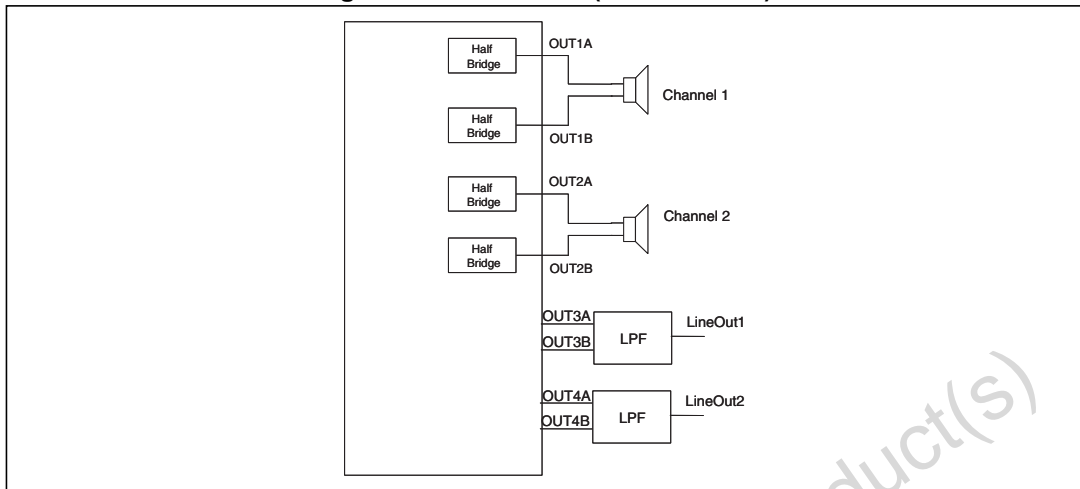 Half
Bridge
OUT1A
Channel 1
Half
Bridge
OUT1B
Half
Bridge
OUT2A
Channel 2
Half
Bridge
OUT2B
OUT3A
OUT3B
LPF
LineOut1
OUT4A
OUT4B
LPF
LineOut2
duct(s)